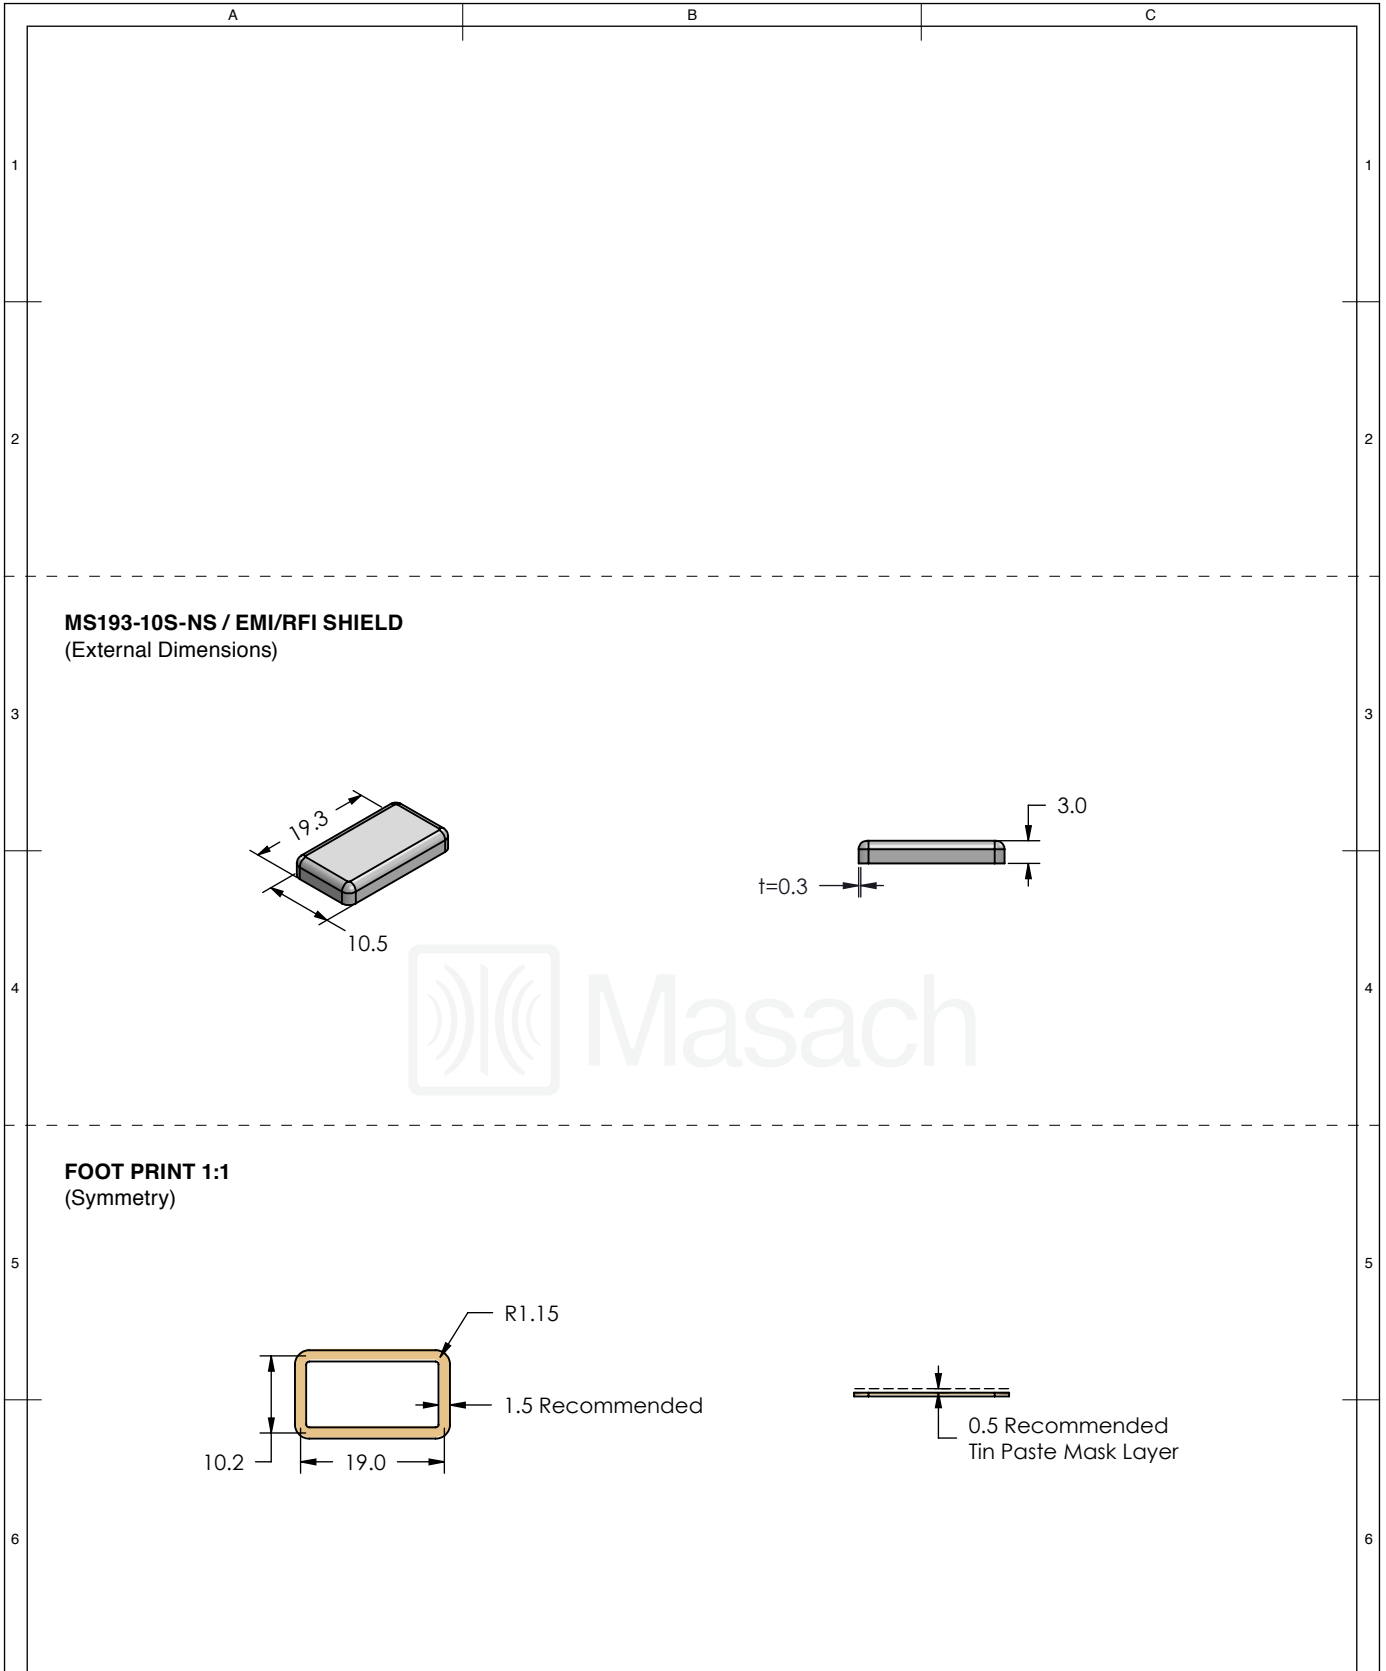 A
B
C
1
1
2
2
MS193-10S-NS / EMI/RFI SHIELD
(External Dimensions)
3
3
19.3
10.5
3.0
t=0.3
Masach
4
4
FOOT PRINT 1:1
(Symmetry)
5
5
R1.15
1.5 Recommended
10.2
19.0
0.5 Recommended
Tin Paste Mask Layer
6
6